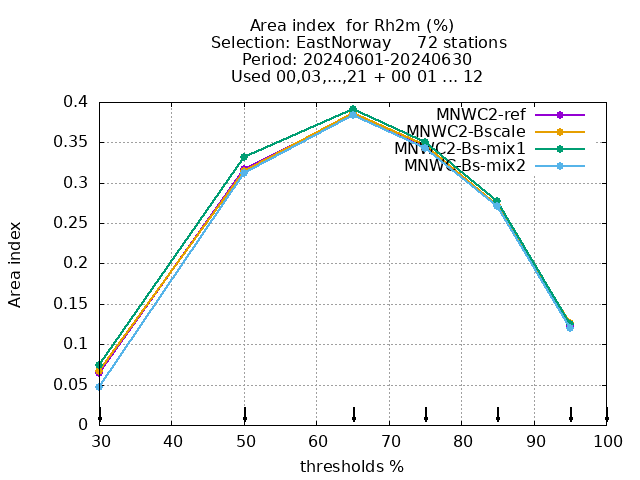 Area index  for Rh2m (%)
Selection: EastNorway     72 stations
Period: 20240601-20240630
Used 00,03,...,21 + 00 01 ... 12
0.4
0.35
0.3
0.25
0.2
0.15
0.1
0.05
0
Area index
MNWC2-ref
MNWC2-Bscale
MNWC2-Bs-mix1
MNWC-Bs-mix2
30 40 50 60 70 80 90 100
thresholds %